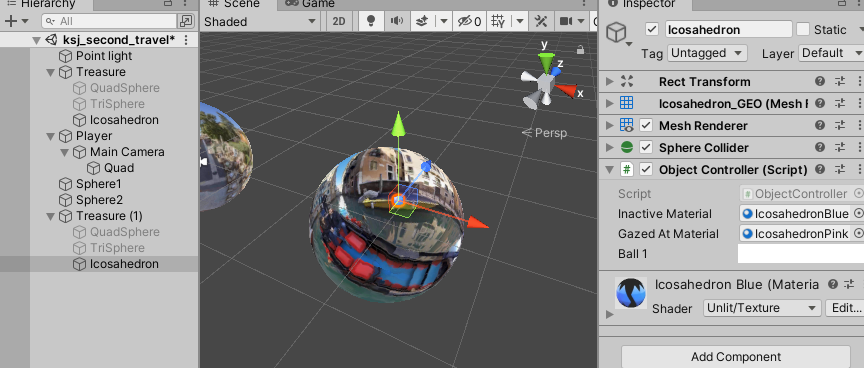 Hierarchy
All
ksj_second_travel*
Point light
Treasure
QuadSphere
TriSphere
Icosahedron
Player
Main Camera
Quad
Sphere1
Sphere2
Treasure (1)
QuadSphere
TriSphere
Icosahedron
Scene
Game
Shaded
2D
0
y
z
x
Persp
Inspector
Icosahedron
Static
Tag Untagged
Layer Default
Rect Transform
Icosahedron_GEO (Mesh F
Mesh Renderer
Sphere Collider
Object Controller (Script)
Script ObjectController
Inactive Material IcosahedronBlue
Gazed At Material IcosahedronPink
Ball 1
Icosahedron Blue (Materia
Shader Unlit/Texture Edit...
Add Component